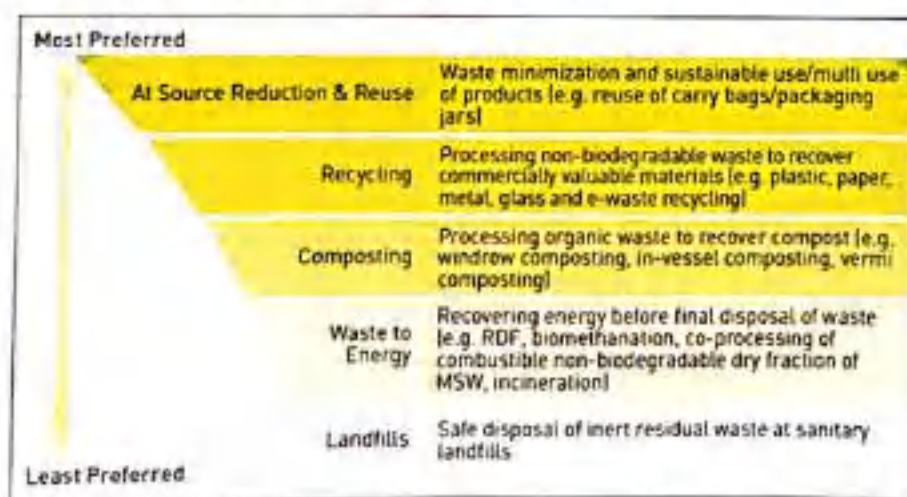 Most Preferred
At Source Reduction & Reuse
Waste minimization and sustainable use/multi use
of products [e.g. reuse of carry bags/packaging
jars]
Recycling
Processing non-biodegradable waste to recover
commercially valuable materials [e.g. plastic, paper,
metal, glass and e-waste recycling]
Composting
Processing organic waste to recover compost [e.g.
windrow composting, in-vessel composting, vermi
composting]
Waste to
Energy
Recovering energy before final disposal of waste
[e.g. RDF, biomethanation, co-processing of
combustible non-biodegradable dry fraction of
MSW, incineration]
Landfills
Safe disposal of inert residual waste at sanitary
landfills
Least Preferred